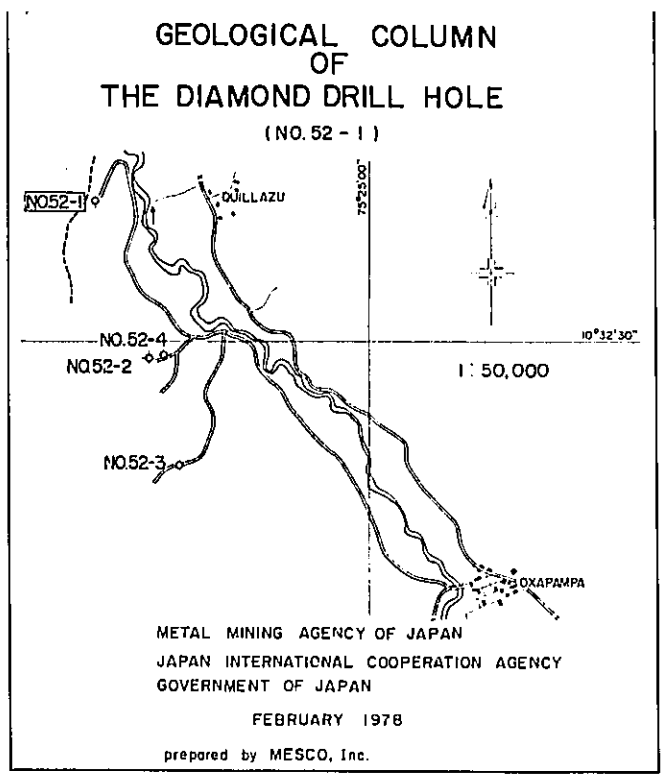 GEOLOGICAL COLUMN
OF
THE DIAMOND DRILL HOLE
(NO. 52 - 1)
NO.52-1
QUILLAZU
75°25'00"
10°32'30"
NO.52-4
NO.52-2
1:50,000
NO.52-3
OXAPAMPA
METAL MINING AGENCY OF JAPAN
JAPAN INTERNATIONAL COOPERATION AGENCY
GOVERNMENT OF JAPAN
FEBRUARY 1978
prepared by MESCO, Inc.